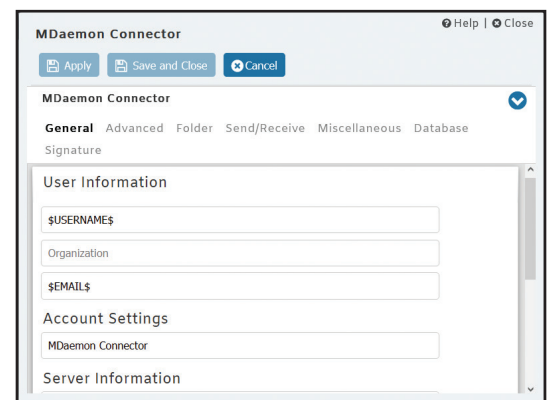 Help | Close
MDaemon Connector
Apply Save and Close Cancel
MDaemon Connector
General Advanced Folder Send/Receive Miscellaneous Database
Signature
User Information
$USERNAME$
Organization
$EMAIL$
Account Settings
MDaemon Connector
Server Information